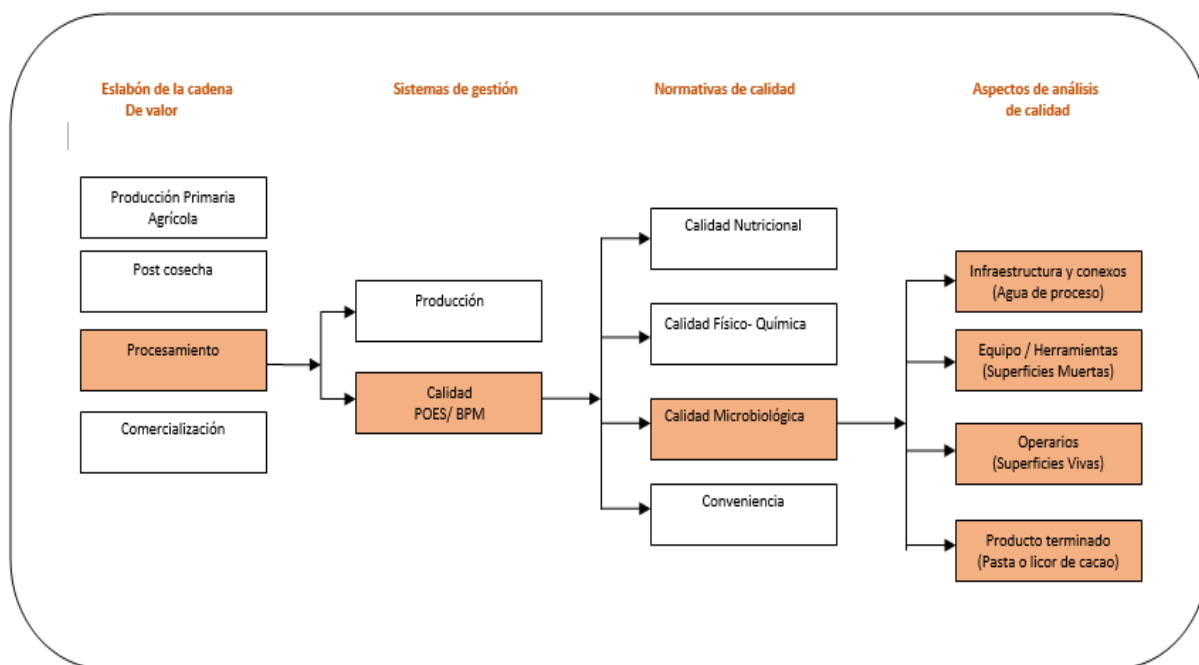 Eslabón de la cadena
De valor
Sistemas de gestión
Normativas de calidad
Aspectos de análisis
de calidad
Producción Primaria
Agrícola
Post cosecha
Procesamiento
Comercialización
Producción
Calidad
POES/ BPM
Calidad Nutricional
Calidad Físico- Química
Calidad Microbiológica
Conveniencia
Infraestructura y conexos
(Agua de proceso)
Equipo / Herramientas
(Superficies Muertas)
Operarios
(Superficies Vivas)
Producto terminado
(Pasta o licor de cacao)